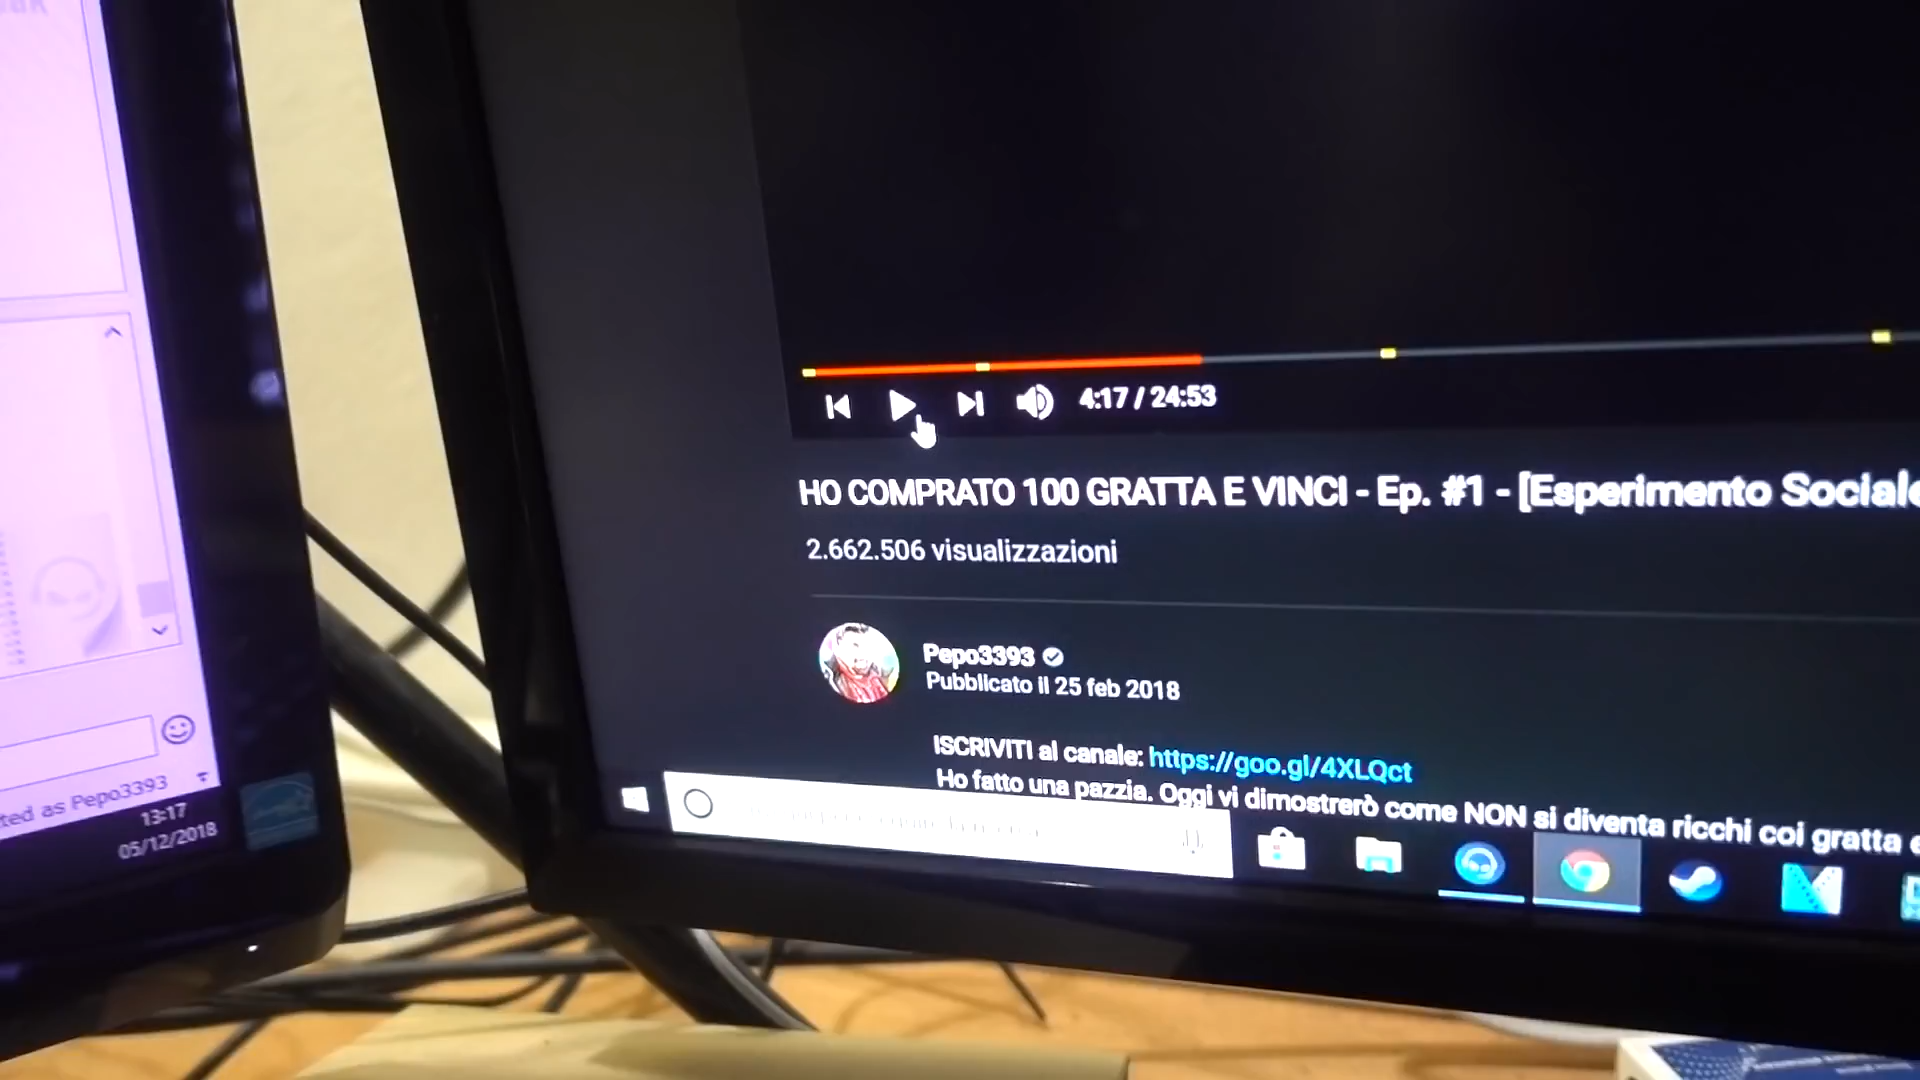 4:17 / 24:53
HO COMPRATO 100 GRATTA E VINCI - Ep. #1 - [Esperimento Sociale
2.662.506 visualizzazioni
Pepo3393
Pubblicato il 25 feb 2018
ISCRIVITI al canale: https://goo.gl/4XLQct
Ho fatto una pazzia. Oggi vi dimostrerò come NON si diventa ricchi coi gratta e
ted as Pepo3393
13:17
05/12/2018